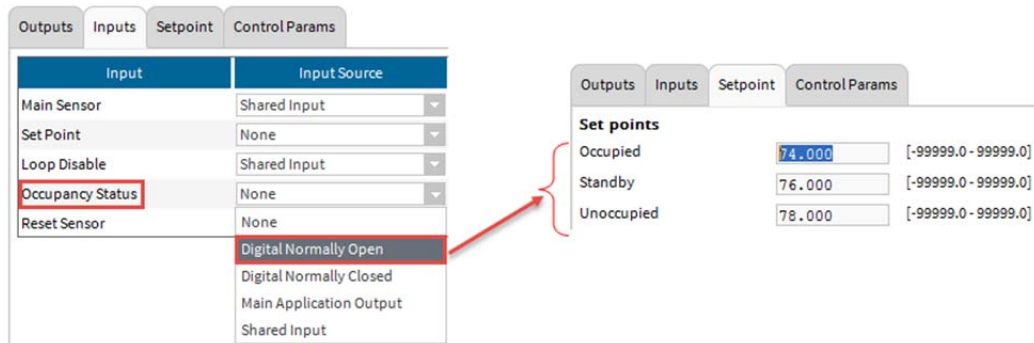 Outputs Inputs Setpoint Control Params
Input Input Source
Main Sensor Shared Input
Set Point None
Loop Disable Shared Input
Occupancy Status None
Reset Sensor None
Digital Normally Open
Digital Normally Closed
Main Application Output
Shared Input
Outputs Inputs Setpoint Control Params
Set points
Occupied 74.000 [-99999.0 - 99999.0]
Standby 76.000 [-99999.0 - 99999.0]
Unoccupied 78.000 [-99999.0 - 99999.0]